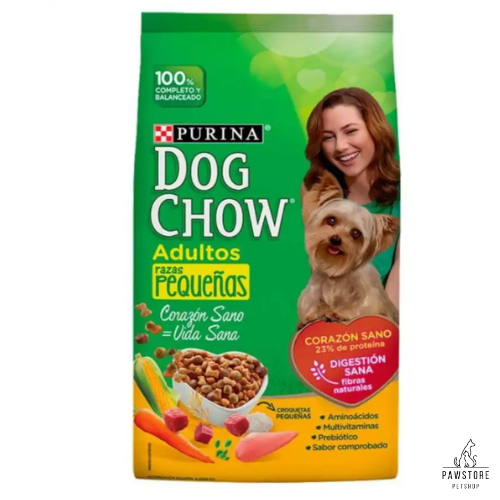 100%
COMPLETO Y
BALANCEADO
PURINA®
DOG
CHOW®
Adultos
razas
Pequeñas
Corazón Sano
= Vida Sana
CORAZÓN SANO
23% de proteína
DIGESTIÓN
SANA
fibras
naturales
CROQUETAS
PEQUEÑAS
• Aminoácidos
• Multivitaminas
• Prebiótico
• Sabor comprobado
PAWSTORE
PETSHOP